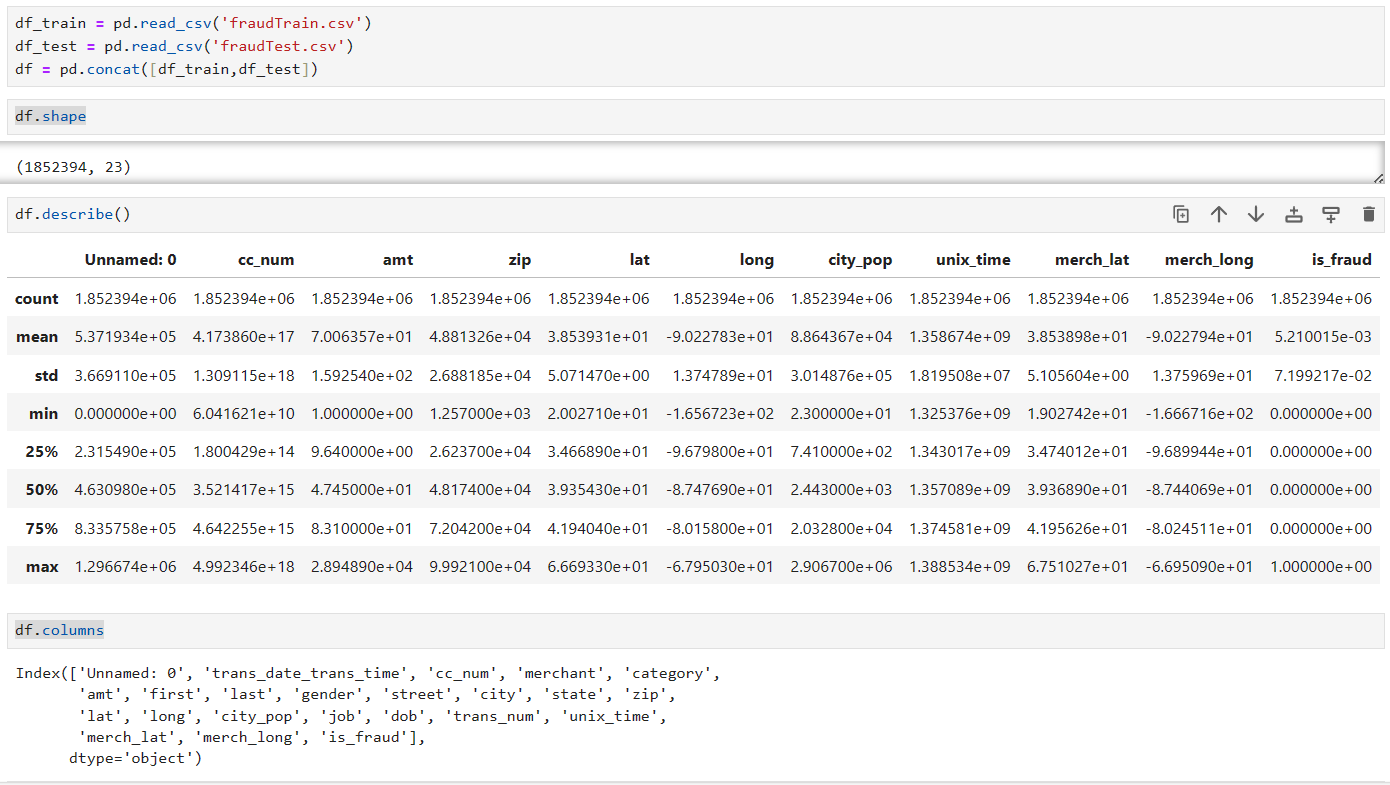 df_train = pd.read_csv('fraudTrain.csv')
df_test = pd.read_csv('fraudTest.csv')
df = pd.concat([df_train,df_test])
df.shape
(1852394, 23)
df.describe()
Unnamed: 0 cc_num amt zip lat long city_pop unix_time merch_lat merch_long is_fraud
count 1.852394e+06 1.852394e+06 1.852394e+06 1.852394e+06 1.852394e+06 1.852394e+06 1.852394e+06 1.852394e+06 1.852394e+06 1.852394e+06 1.852394e+06
mean 5.371934e+05 4.173860e+17 7.006357e+01 4.881326e+04 3.853931e+01 -9.022783e+01 8.864367e+04 1.358674e+09 3.853898e+01 -9.022794e+01 5.210015e-03
std 3.669110e+05 1.309115e+18 1.592540e+02 2.688185e+04 5.071470e+00 1.374789e+01 3.014876e+05 1.819508e+07 5.105604e+00 1.375969e+01 7.199217e-02
min 0.000000e+00 6.041621e+10 1.000000e+00 1.257000e+03 2.002710e+01 -1.656723e+02 2.300000e+01 1.325376e+09 1.902742e+01 -1.666716e+02 0.000000e+00
25% 2.315490e+05 1.800429e+14 9.640000e+00 2.623700e+04 3.466890e+01 -9.679800e+01 7.410000e+02 1.343017e+09 3.474012e+01 -9.689944e+01 0.000000e+00
50% 4.630980e+05 3.521417e+15 4.745000e+01 4.817400e+04 3.935430e+01 -8.747690e+01 2.443000e+03 1.357089e+09 3.936890e+01 -8.744069e+01 0.000000e+00
75% 8.335758e+05 4.642255e+15 8.310000e+01 7.204200e+04 4.194040e+01 -8.015800e+01 2.032800e+04 1.374581e+09 4.195626e+01 -8.024511e+01 0.000000e+00
max 1.296674e+06 4.992346e+18 2.894890e+04 9.992100e+04 6.669330e+01 -6.795030e+01 2.906700e+06 1.388534e+09 6.751027e+01 -6.695090e+01 1.000000e+00
df.columns
Index(['Unnamed: 0', 'trans_date_trans_time', 'cc_num', 'merchant', 'category',
'amt', 'first', 'last', 'gender', 'street', 'city', 'state', 'zip',
'lat', 'long', 'city_pop', 'job', 'dob', 'trans_num', 'unix_time',
'merch_lat', 'merch_long', 'is_fraud'],
dtype='object')